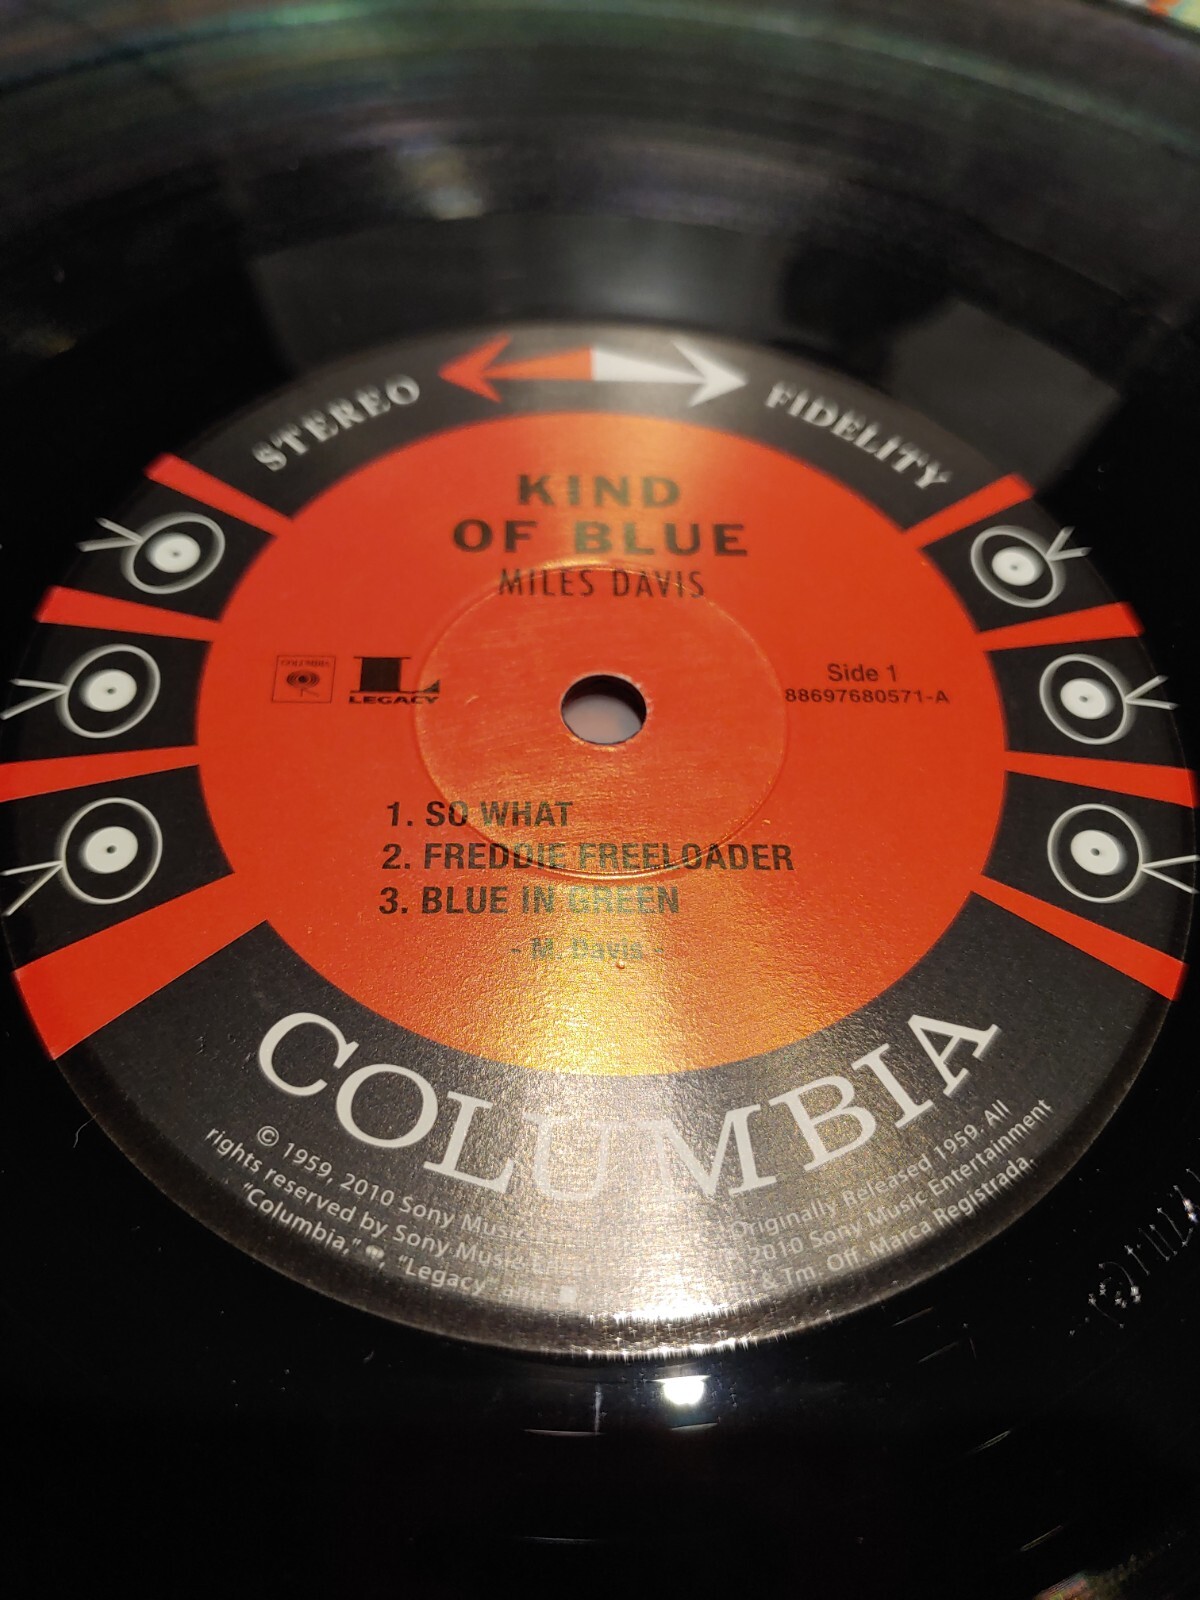 STEREO FIDELITY
KIND
OF BLUE
MILES DAVIS
COLUMBIA
LEGACY
Side 1
88697680571-A
1. SO WHAT
2. FREDDIE FREELOADER
3. BLUE IN GREEN
- M. Davis -
COLUMBIA
© 1959, 2010 Sony Music Originally Released 1959. All
rights reserved by Sony Music 2010 Sony Music Entertainment
"Columbia," "Legacy" and & Tm. Off. Marca Registrada.